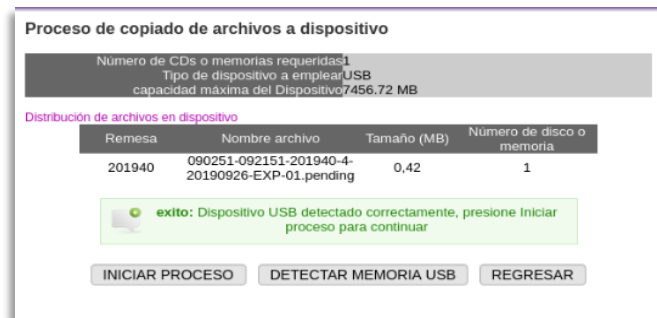 Proceso de copiado de archivos a dispositivo
Número de CDs o memorias requeridas1
Tipo de dispositivo a emplearUSB
capacidad máxima del Dispositivo7456.72 MB
Distribución de archivos en dispositivo
Remesa Nombre archivo Tamaño (MB) Número de disco o
memoria
201940 090251-092151-201940-4-
20190926-EXP-01.pending 0,42 1
exito: Dispositivo USB detectado correctamente, presione Iniciar
proceso para continuar
INICIAR PROCESO DETECTAR MEMORIA USB REGRESAR